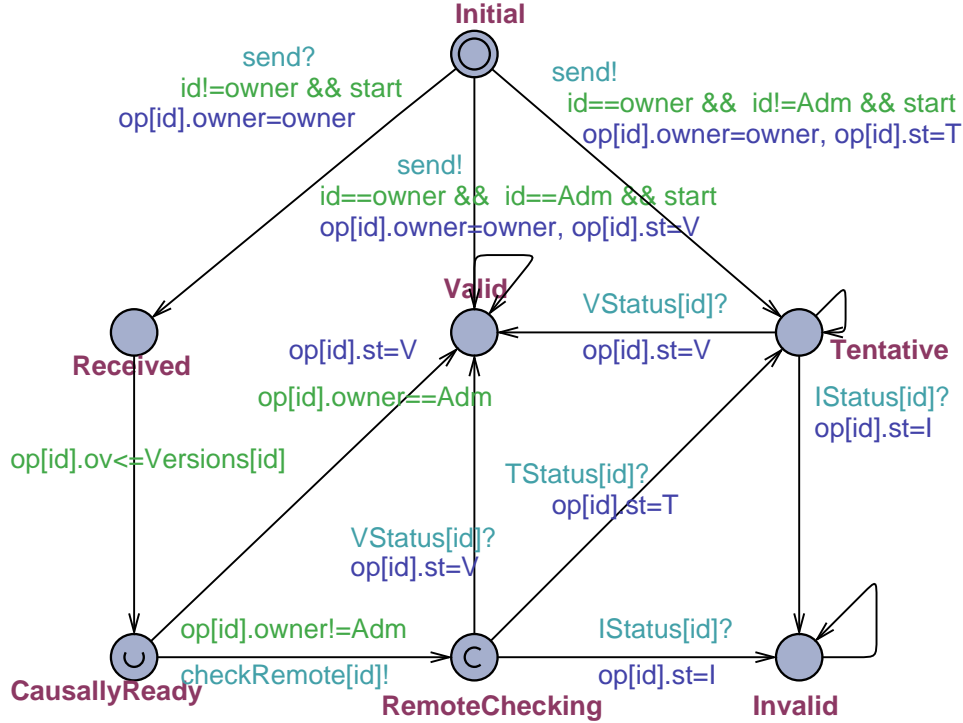 Initial
send?
id!=owner && start
op[id].owner=owner
send!
id==owner && id!=Adm && start
op[id].owner=owner, op[id].st=T
send!
id==owner && id==Adm && start
op[id].owner=owner, op[id].st=V
Valid
VStatus[id]?
op[id].st=V
Received
op[id].st=V
op[id].owner==Adm
Tentative
IStatus[id]?
op[id].st=I
op[id].ov<=Versions[id]
TStatus[id]?
op[id].st=T
VStatus[id]?
op[id].st=V
op[id].owner!=Adm
checkRemote[id]!
IStatus[id]?
op[id].st=I
CausallyReady
RemoteChecking
Invalid